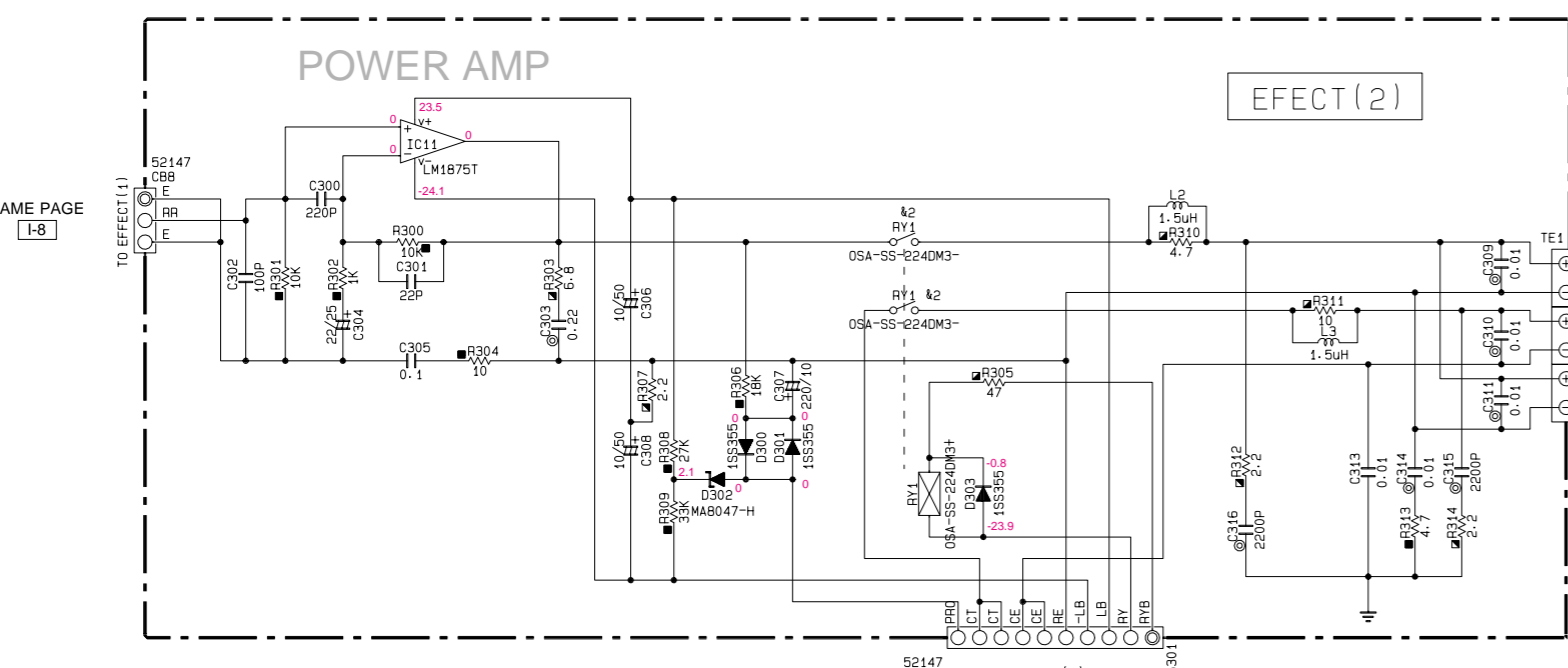 POWER AMP
EFECT(2)
AME PAGE
I-8
TO EFFECT(1)
52147
CB8
E
RR
E
23.5
0
V+
0
IC11
0
V-
LM1875T
-24.1
C300
220P
C302
100P
R301
10K
R302
1K
R300
10K
C301
22P
22/25
C304
R303
6.8
C303
0.22
C305
0.1
R304
10
10/50
C306
R307
2.2
10/50
C308
R308
27K
2.1
R309
33K
R306
18K
C307
220/10
0
0
1SS355
D300
D301
1SS355
D302
MA8047-H
0
0
&2
RY1
OSA-SS-224DM3-
RY1 &2
OSA-SS-224DM3-
R305
47
RY1
OSA-SS-224DM3+
-0.8
D303
1SS355
-23.9
L2
1.5uH
R310
4.7
R311
10
L3
1.5uH
R312
2.2
C316
2200P
C313
0.01
C314
0.01
R313
4.7
C315
2200P
R314
2.2
C309
0.01
C310
0.01
C311
0.01
TE1
+
-
+
-
+
-
PRO
CT
CT
CE
CE
RE
-LB
LB
RY
RYB
52147
301